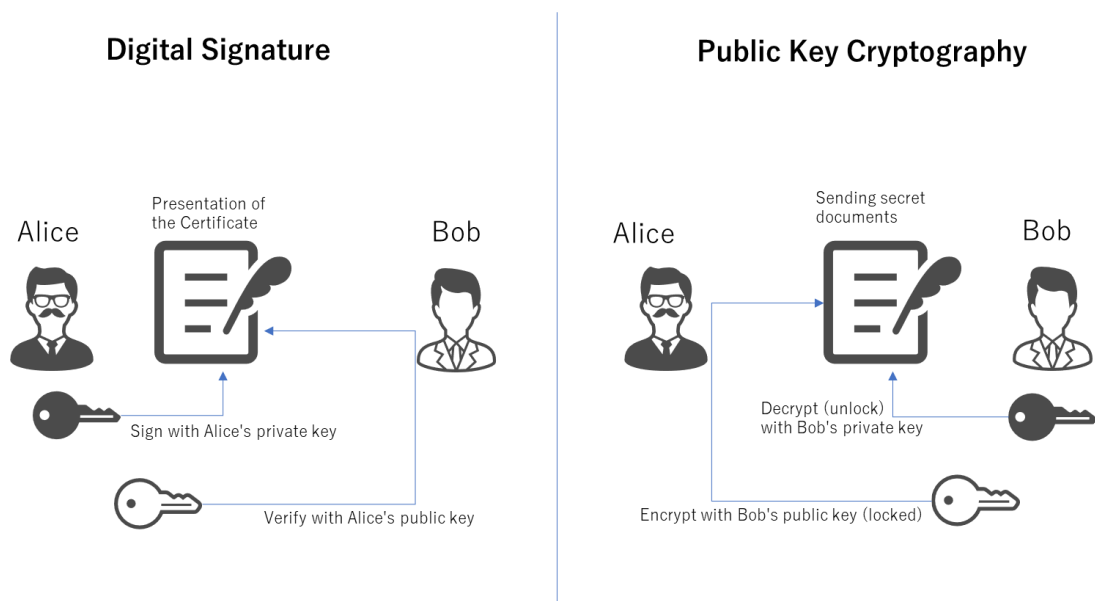 Digital Signature
Presentation of
the Certificate
Alice
Bob
Sign with Alice's private key
Verify with Alice's public key
Public Key Cryptography
Sending secret
documents
Alice
Bob
Decrypt (unlock)
with Bob's private key
Encrypt with Bob's public key (locked)